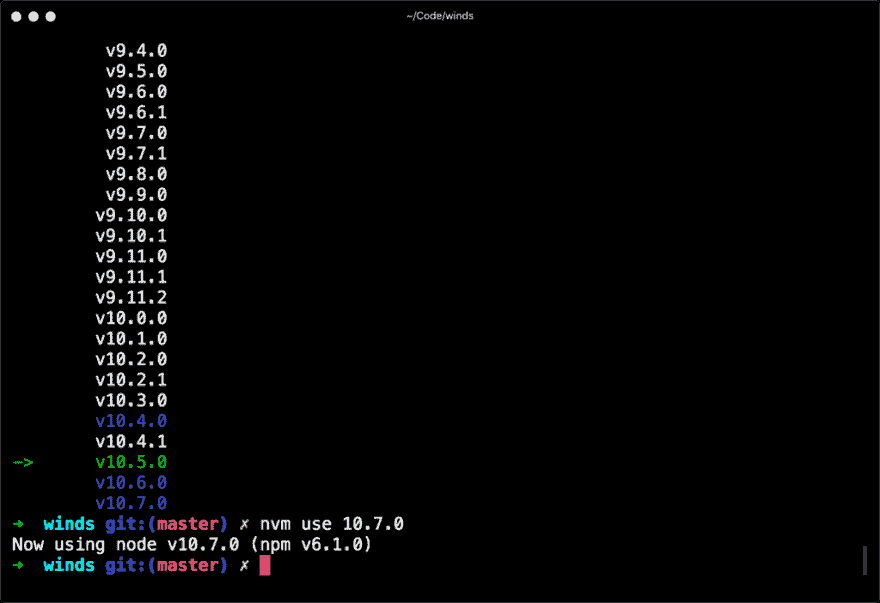 ~/Code/winds
v9.4.0
v9.5.0
v9.6.0
v9.6.1
v9.7.0
v9.7.1
v9.8.0
v9.9.0
v9.10.0
v9.10.1
v9.11.0
v9.11.1
v9.11.2
v10.0.0
v10.1.0
v10.2.0
v10.2.1
v10.3.0
v10.4.0
v10.4.1
-> v10.5.0
v10.6.0
v10.7.0
➜ winds git:(master) ✗ nvm use 10.7.0
Now using node v10.7.0 (npm v6.1.0)
➜ winds git:(master) ✗